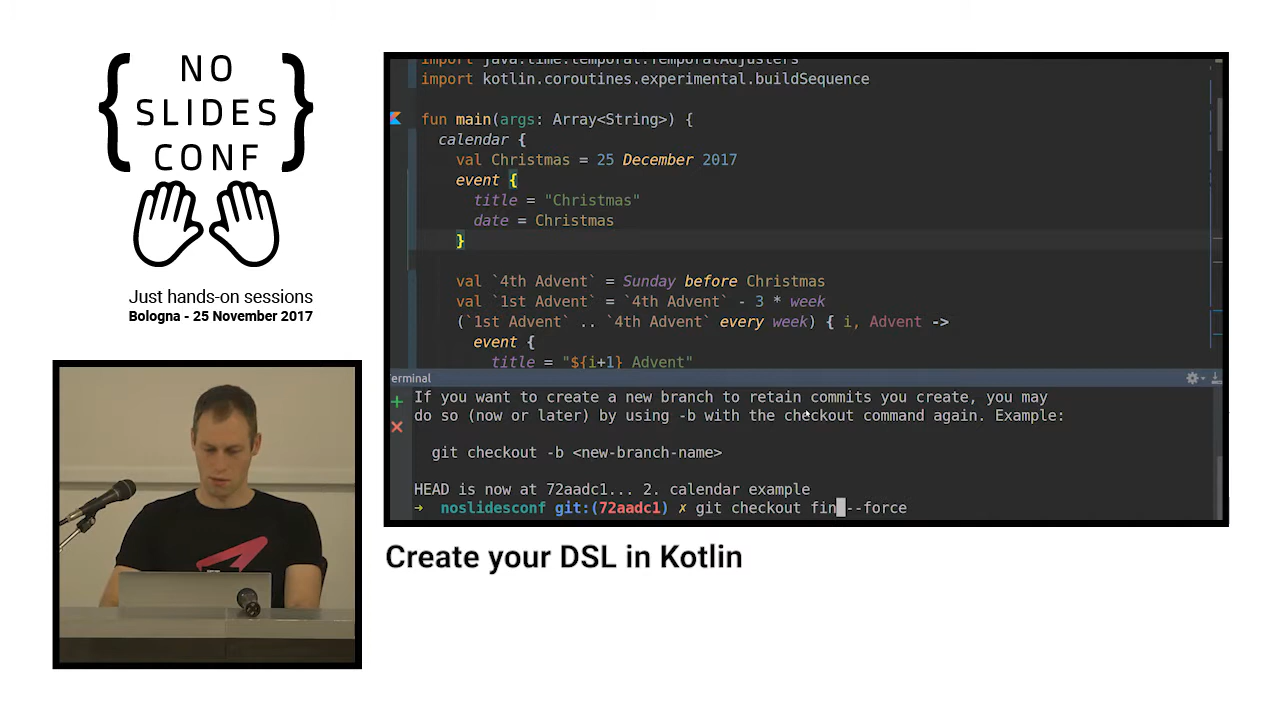 NO
SLIDES
CONF
Just hands-on sessions
Bologna - 25 November 2017
import java.time.temporal.TemporalAdjusters
import kotlin.coroutines.experimental.buildSequence
fun main(args: Array<String>) {
calendar {
val Christmas = 25 December 2017
event {
title = "Christmas"
date = Christmas
}
val `4th Advent` = Sunday before Christmas
val `1st Advent` = `4th Advent` - 3 * week
(`1st Advent` .. `4th Advent` every week) { i, Advent ->
event {
title = "${i+1} Advent"
erminal
If you want to create a new branch to retain commits you create, you may
do so (now or later) by using -b with the checkout command again. Example:
git checkout -b <new-branch-name>
HEAD is now at 72aadc1... 2. calendar example
➜ noslidesconf git:(72aadc1) ✗ git checkout fin --force
Create your DSL in Kotlin